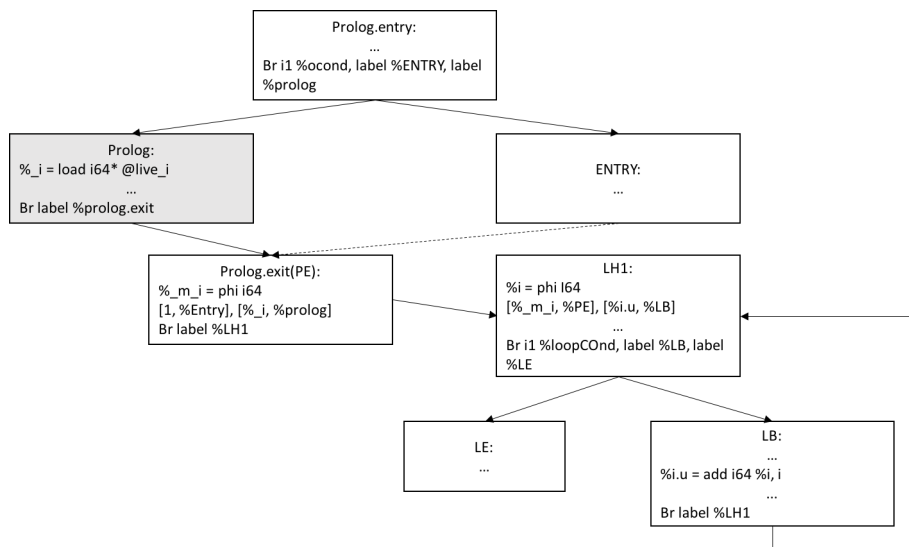 Prolog.entry:
...
Br i1 %ocond, label %ENTRY, label
%prolog
Prolog:
%_i = load i64* @live_i
...
Br label %prolog.exit
ENTRY:
...
Prolog.exit(PE):
%_m_i = phi i64
[1, %Entry], [%_i, %prolog]
Br label %LH1
LH1:
%i = phi I64
[%_m_i, %PE], [%i.u, %LB]
...
Br i1 %loopCOnd, label %LB, label
%LE
LE:
...
LB:
...
%i.u = add i64 %i, i
...
Br label %LH1